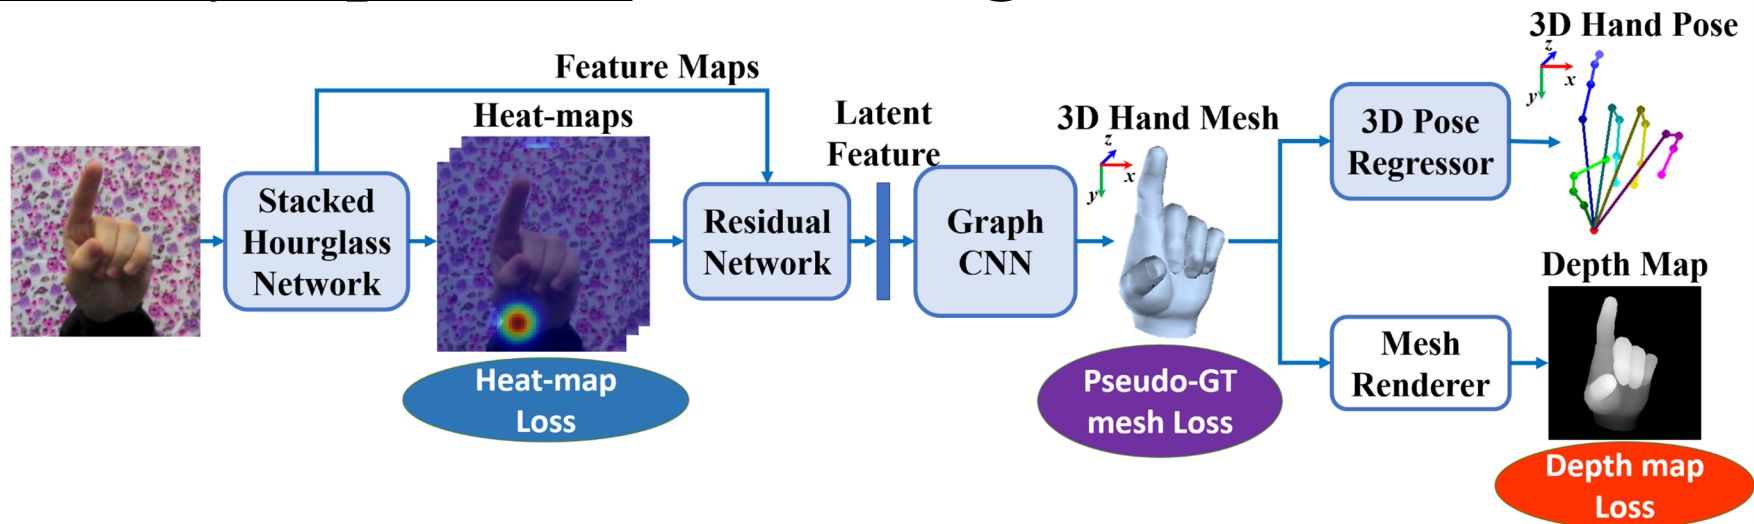 Feature Maps
Heat-maps
Stacked
Hourglass
Network
Heat-map
Loss
Residual
Network
Latent
Feature
Graph
CNN
3D Hand Mesh
z
x
y
Pseudo-GT
mesh Loss
3D Pose
Regressor
3D Hand Pose
z
x
y
Mesh
Renderer
Depth Map
Depth map
Loss